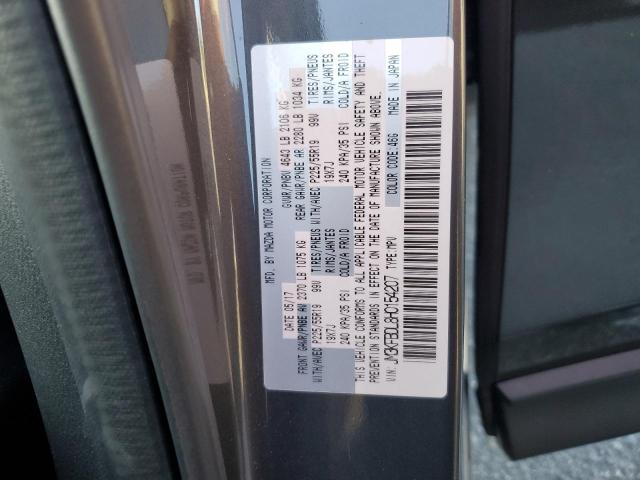 MFD. BY MAZDA MOTOR CORPORATION
DATE 05/17 GVWR/PNBV 4643 LB 2106 KG
FRONT GAWR/PNBE AV 2370 LB 1075 KG REAR GAWR/PNBE AR 2280 LB 1034 KG
WITH/AVEC P225/55R19 99V TIRES/PNEUS WITH/AVEC P225/55R19 99V TIRES/PNEUS
19X7J RIMS/JANTES 19X7J RIMS/JANTES
240 KPA/35 PSI COLD/A FROID 240 KPA/35 PSI COLD/A FROID
THIS VEHICLE CONFORMS TO ALL APPLICABLE FEDERAL MOTOR VEHICLE SAFETY AND THEFT
PREVENTION STANDARDS IN EFFECT ON THE DATE OF MANUFACTURE SHOWN ABOVE.
COLOR CODE:46G MADE IN JAPAN
VIN: JM3KFBDL8H0154207 TYPE:MPV